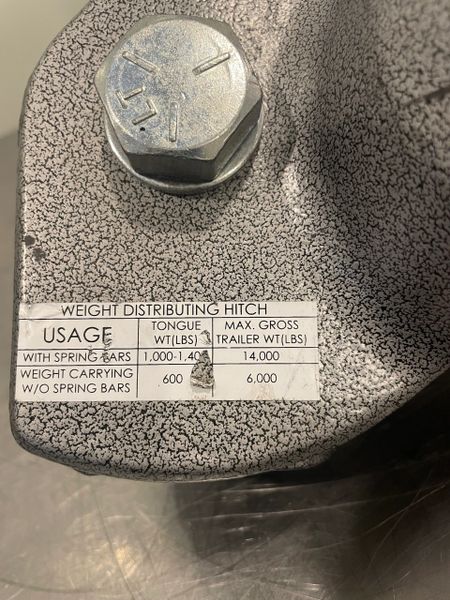 L
WEIGHT DISTRIBUTING HITCH
USAGE
TONGUE
WT(LBS)
MAX. GROSS
TRAILER WT(LBS)
WITH SPRING BARS
14,000
WEIGHT CARRYING
W/O SPRING BARS
600
6,000